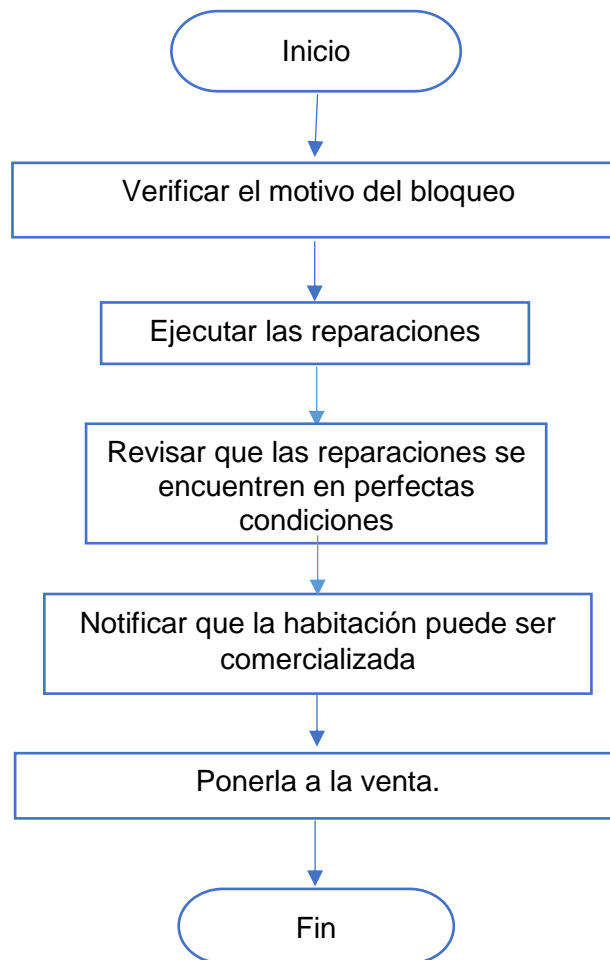 Inicio
Verificar el motivo del bloqueo
Ejecutar las reparaciones
Revisar que las reparaciones se
encuentren en perfectas
condiciones
Notificar que la habitación puede ser
comercializada
Ponerla a la venta.
Fin